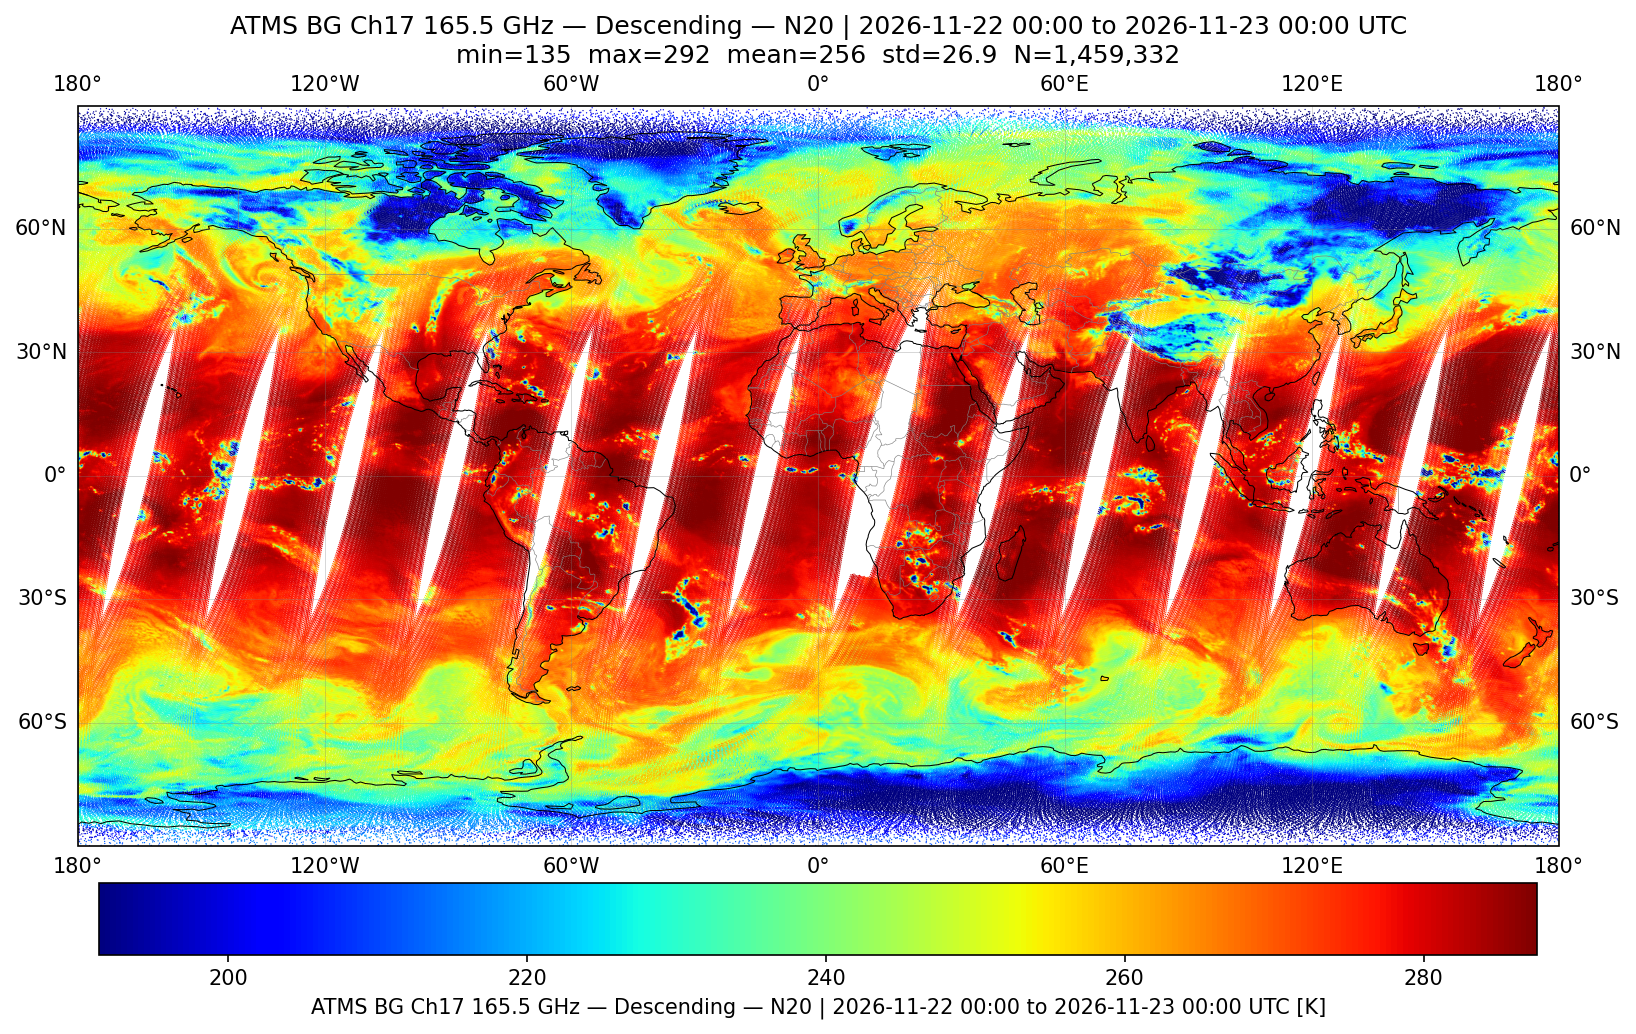 ATMS BG Ch17 165.5 GHz — Descending — N20 | 2026-11-22 00:00 to 2026-11-23 00:00 UTC
min=135  max=292  mean=256  std=26.9  N=1,459,332
180° 120°W 60°W 0° 60°E 120°E 180°
60°N 60°N
30°N 30°N
0° 0°
30°S 30°S
60°S 60°S
180° 120°W 60°W 0° 60°E 120°E 180°
200 220 240 260 280
ATMS BG Ch17 165.5 GHz — Descending — N20 | 2026-11-22 00:00 to 2026-11-23 00:00 UTC [K]